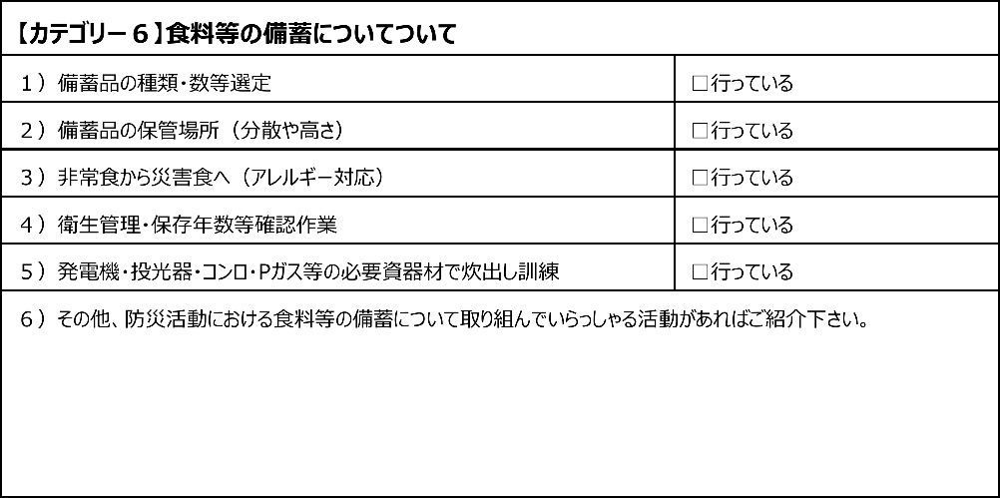 【カテゴリー６】食料等の備蓄についてついて
１）備蓄品の種類・数等選定 □行っている
２）備蓄品の保管場所（分散や高さ） □行っている
３）非常食から災害食へ（アレルギー対応） □行っている
４）衛生管理・保存年数等確認作業 □行っている
５）発電機・投光器・コンロ・Pガス等の必要資器材で炊出し訓練 □行っている
６）その他、防災活動における食料等の備蓄について取り組んでいらっしゃる活動があればご紹介下さい。